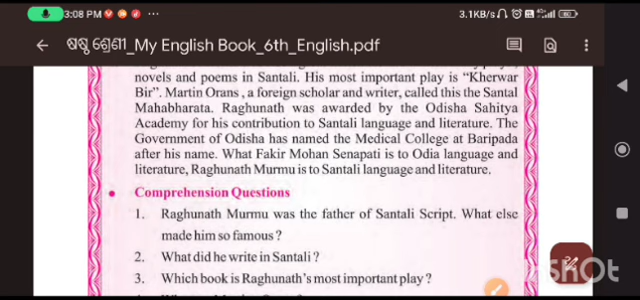 3:08 PM
3.1KB/s
ଷଷ୍ଠ ଶ୍ରେଣୀ_My English Book_6th_English.pdf
novels and poems in Santali. His most important play is “Kherwar
Bir”. Martin Orans , a foreign scholar and writer, called this the Santal
Mahabharata. Raghunath was awarded by the Odisha Sahitya
Academy for his contribution to Santali language and literature. The
Government of Odisha has named the Medical College at Baripada
after his name. What Fakir Mohan Senapati is to Odia language and
literature, Raghunath Murmu is to Santali language and literature.
• Comprehension Questions
1. Raghunath Murmu was the father of Santali Script. What else
made him so famous ?
2. What did he write in Santali ?
3. Which book is Raghunath’s most important play ?